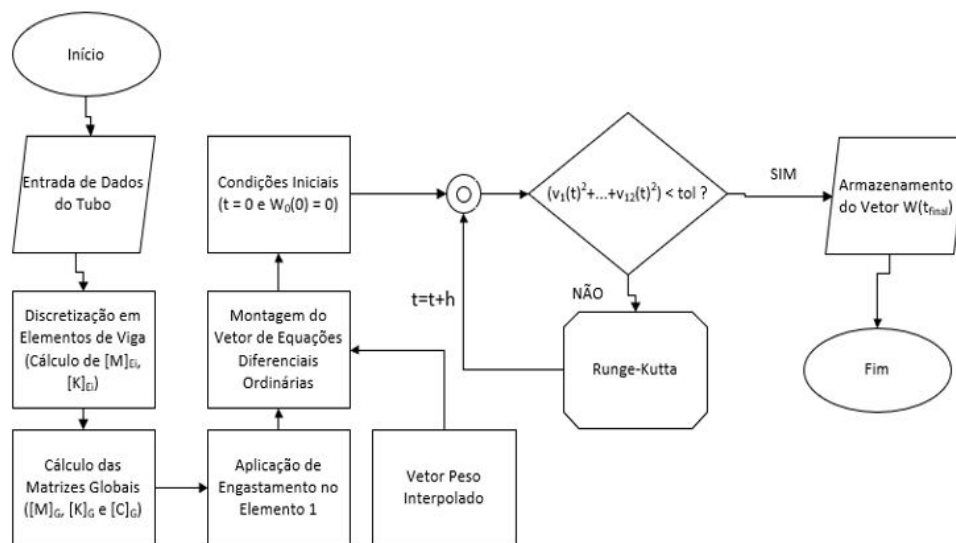 Início
Entrada de Dados
do Tubo
Discretização em
Elementos de Viga
(Cálculo de [M]Ei,
[K]Ei)
Cálculo das
Matrizes Globais
([M]G, [K]G e [C]G)
Aplicação de
Engastamento no
Elemento 1
Vetor Peso
Interpolado
Montagem do
Vetor de Equações
Diferenciais
Ordinárias
Condições Iniciais
(t = 0 e W0(0) = 0)
(v1(t)²+...+v12(t)²) < tol ?
NÃO
Runge-Kutta
t=t+h
SIM
Armazenamento
do Vetor W(tfinal)
Fim